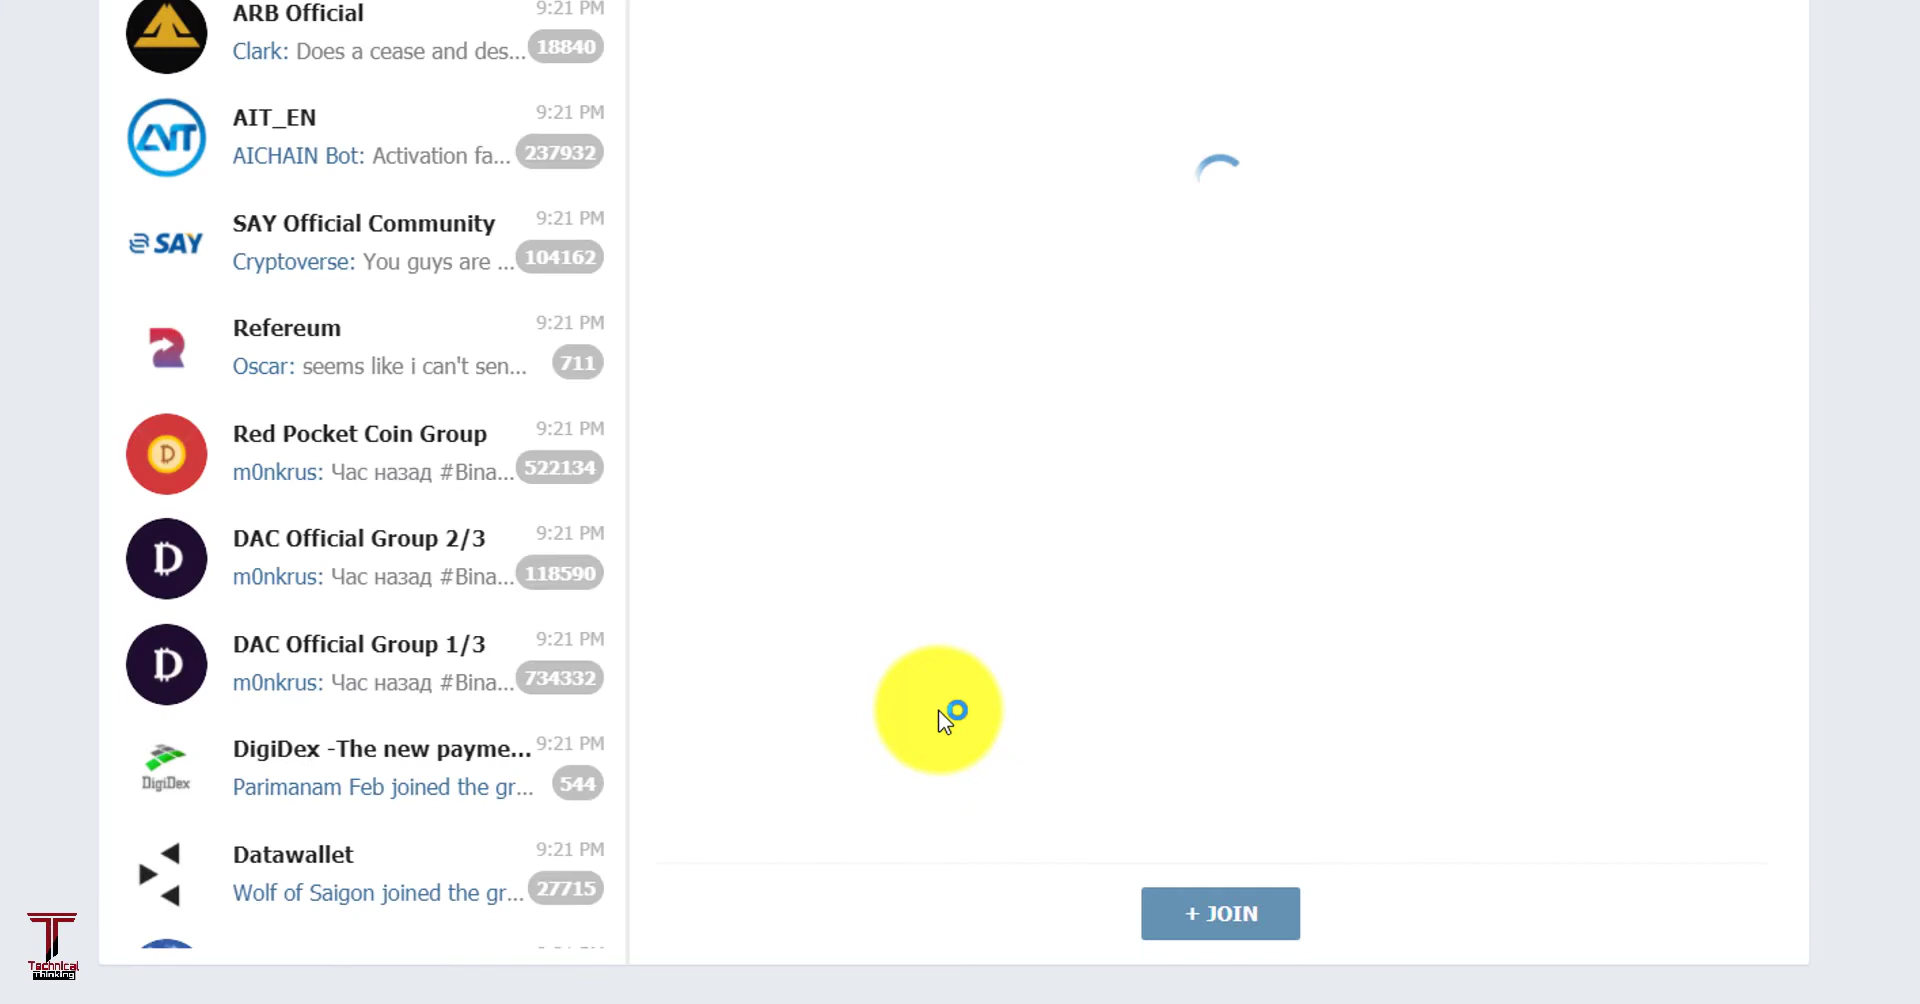 ARB Official
9:21 PM
Clark: Does a cease and des...
18840
AIT_EN
9:21 PM
AICHAIN Bot: Activation fa...
237932
SAY
SAY Official Community
9:21 PM
Cryptoverse: You guys are ...
104162
Refereum
9:21 PM
Oscar: seems like i can't sen...
711
Red Pocket Coin Group
9:21 PM
m0nkrus: Час назад #Bina...
522134
DAC Official Group 2/3
9:21 PM
m0nkrus: Час назад #Bina...
118590
DAC Official Group 1/3
9:21 PM
m0nkrus: Час назад #Bina...
734332
DigiDex
DigiDex -The new payme...
9:21 PM
Parimanam Feb joined the gr...
544
Datawallet
9:21 PM
Wolf of Saigon joined the gr...
27715
+ JOIN
Technical
Thinking